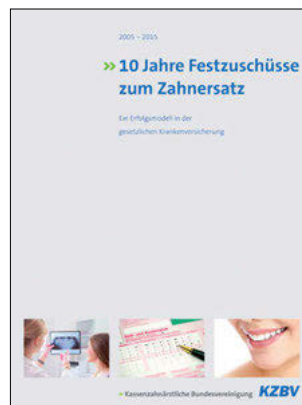 2005 – 2015
» 10 Jahre Festzuschüsse
zum Zahnersatz
Ein Erfolgsmodell in der
gesetzlichen Krankenversicherung
» Kassenzahnärztliche Bundesvereinigung KZBV